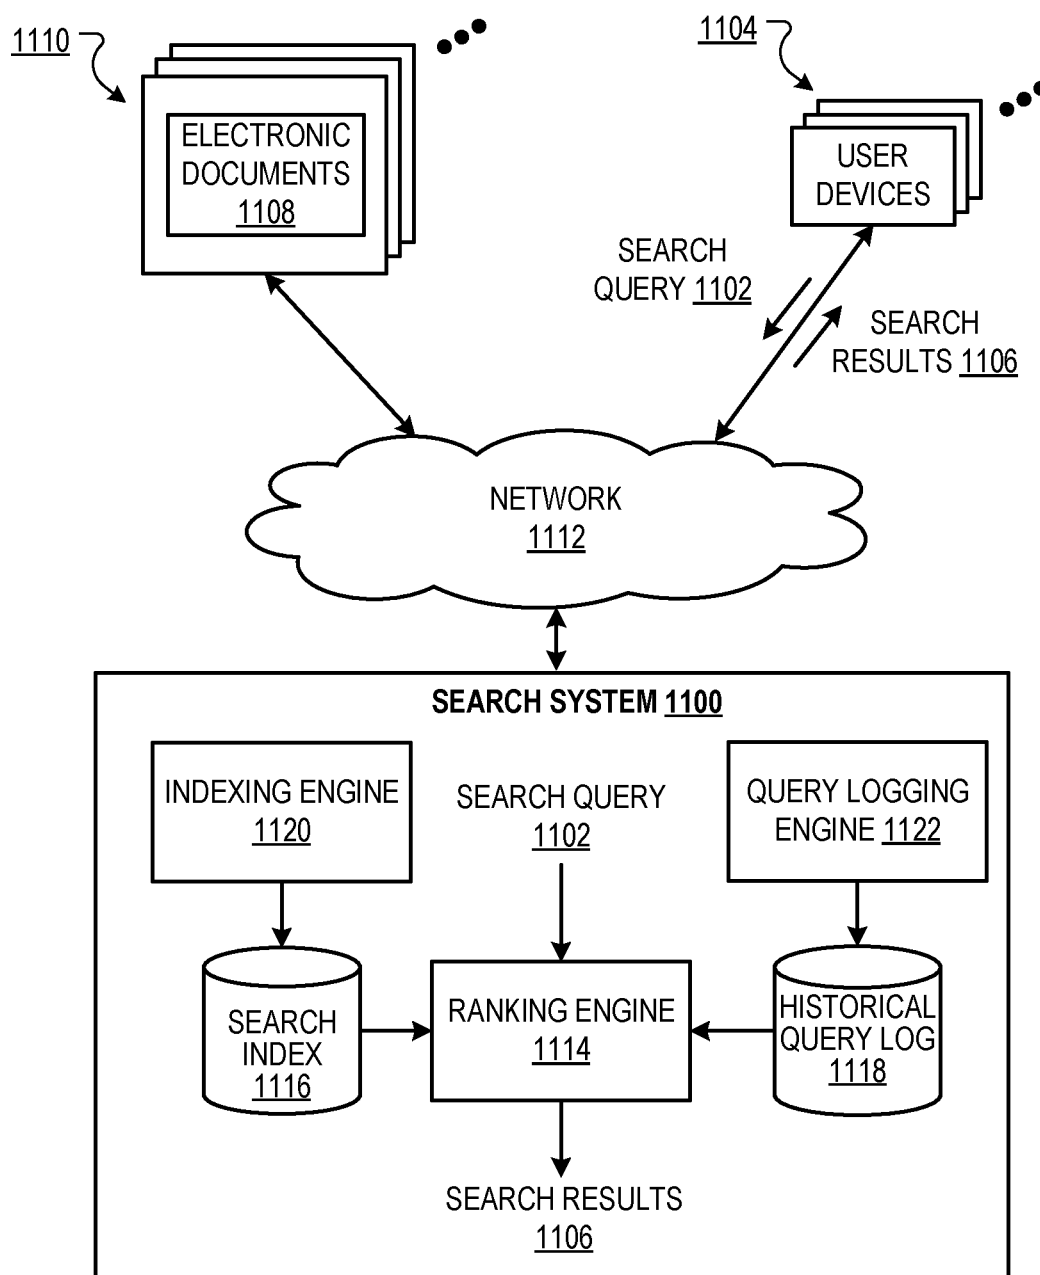 1110
1104
ELECTRONIC
DOCUMENTS
1108
USER
DEVICES
SEARCH
QUERY 1102
SEARCH
RESULTS 1106
NETWORK
1112
SEARCH SYSTEM 1100
INDEXING ENGINE
1120
SEARCH QUERY
1102
QUERY LOGGING
ENGINE 1122
SEARCH
INDEX
1116
RANKING ENGINE
1114
HISTORICAL
QUERY LOG
1118
SEARCH RESULTS
1106